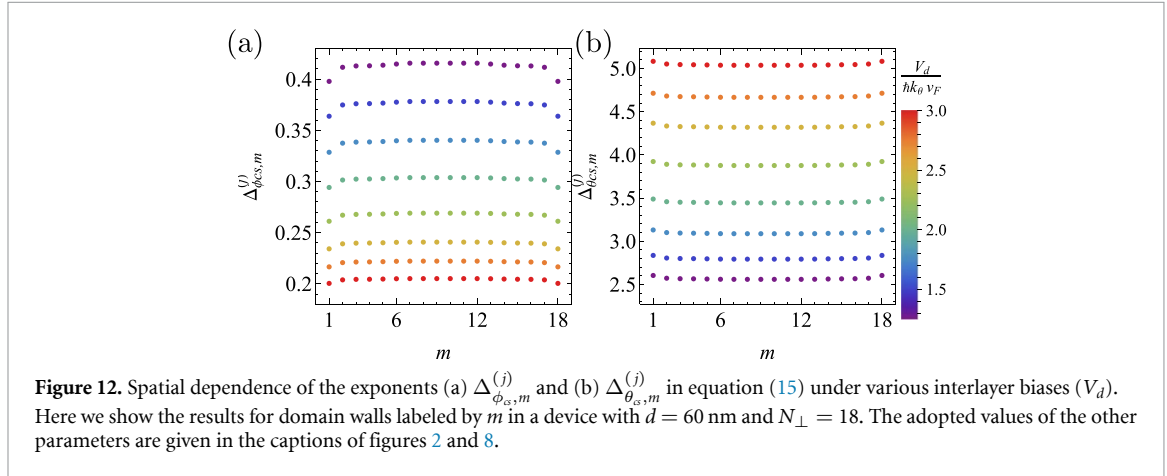 (a)
(b)
0.4
0.35
0.3
0.25
0.2
Δ^{(j)}_{ϕcs,m}
1 6 12 18
m
5.0
4.5
4.0
3.5
3.0
2.5
Δ^{(j)}_{θcs,m}
1 6 12 18
m
V_d
ħk_θ v_F
3.0
2.5
2.0
1.5
Figure 12. Spatial dependence of the exponents (a) Δ^{(j)}_{ϕ_{cs},m} and (b) Δ^{(j)}_{θ_{cs},m} in equation (15) under various interlayer biases (V_d).
Here we show the results for domain walls labeled by m in a device with d = 60 nm and N_⊥ = 18. The adopted values of the other
parameters are given in the captions of figures 2 and 8.